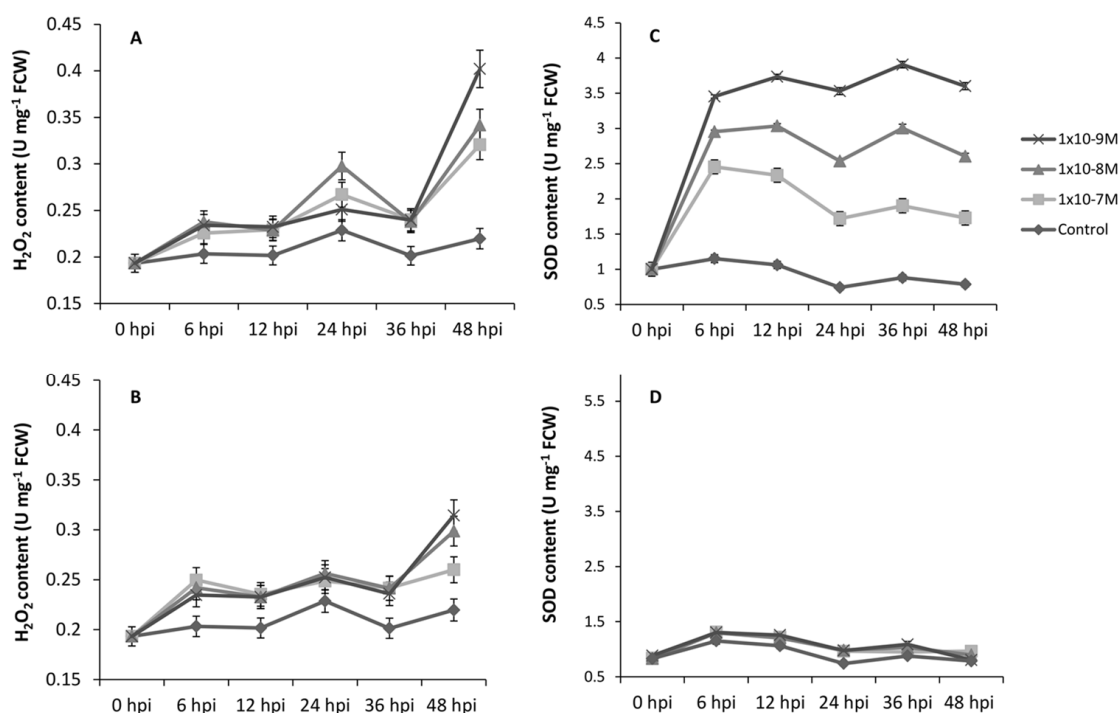 A
H₂O₂ content (U mg⁻¹ FCW)
0.45
0.4
0.35
0.3
0.25
0.2
0.15
0 hpi 6 hpi 12 hpi 24 hpi 36 hpi 48 hpi
C
SOD content (U mg⁻¹ FCW)
4.5
4
3.5
3
2.5
2
1.5
1
0.5
0 hpi 6 hpi 12 hpi 24 hpi 36 hpi 48 hpi
1x10-9M
1x10-8M
1x10-7M
Control
B
H₂O₂ content (U mg⁻¹ FCW)
0.45
0.4
0.35
0.3
0.25
0.2
0.15
0 hpi 6 hpi 12 hpi 24 hpi 36 hpi 48 hpi
D
SOD content (U mg⁻¹ FCW)
5.5
4.5
3.5
2.5
1.5
0.5
0 hpi 6 hpi 12 hpi 24 hpi 36 hpi 48 hpi